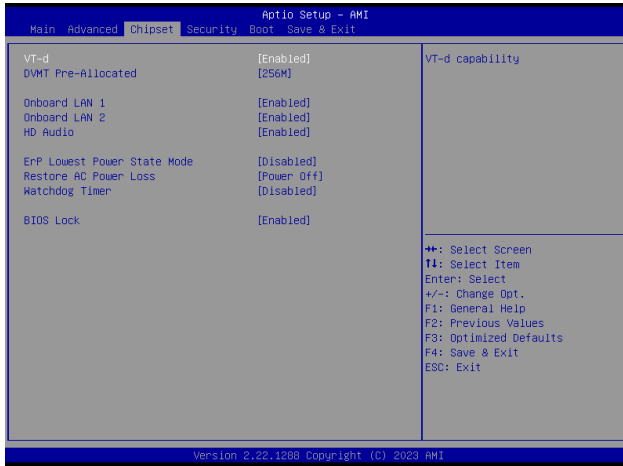 Aptio Setup – AMI
Main Advanced Chipset Security Boot Save & Exit
VT-d [Enabled]
DVMT Pre-Allocated [256M]
Onboard LAN 1 [Enabled]
Onboard LAN 2 [Enabled]
HD Audio [Enabled]
ErP Lowest Power State Mode [Disabled]
Restore AC Power Loss [Power Off]
Watchdog Timer [Disabled]
BIOS Lock [Enabled]
VT-d capability
→←: Select Screen
↑↓: Select Item
Enter: Select
+/-: Change Opt.
F1: General Help
F2: Previous Values
F3: Optimized Defaults
F4: Save & Exit
ESC: Exit
Version 2.22.1288 Copyright (C) 2023 AMI